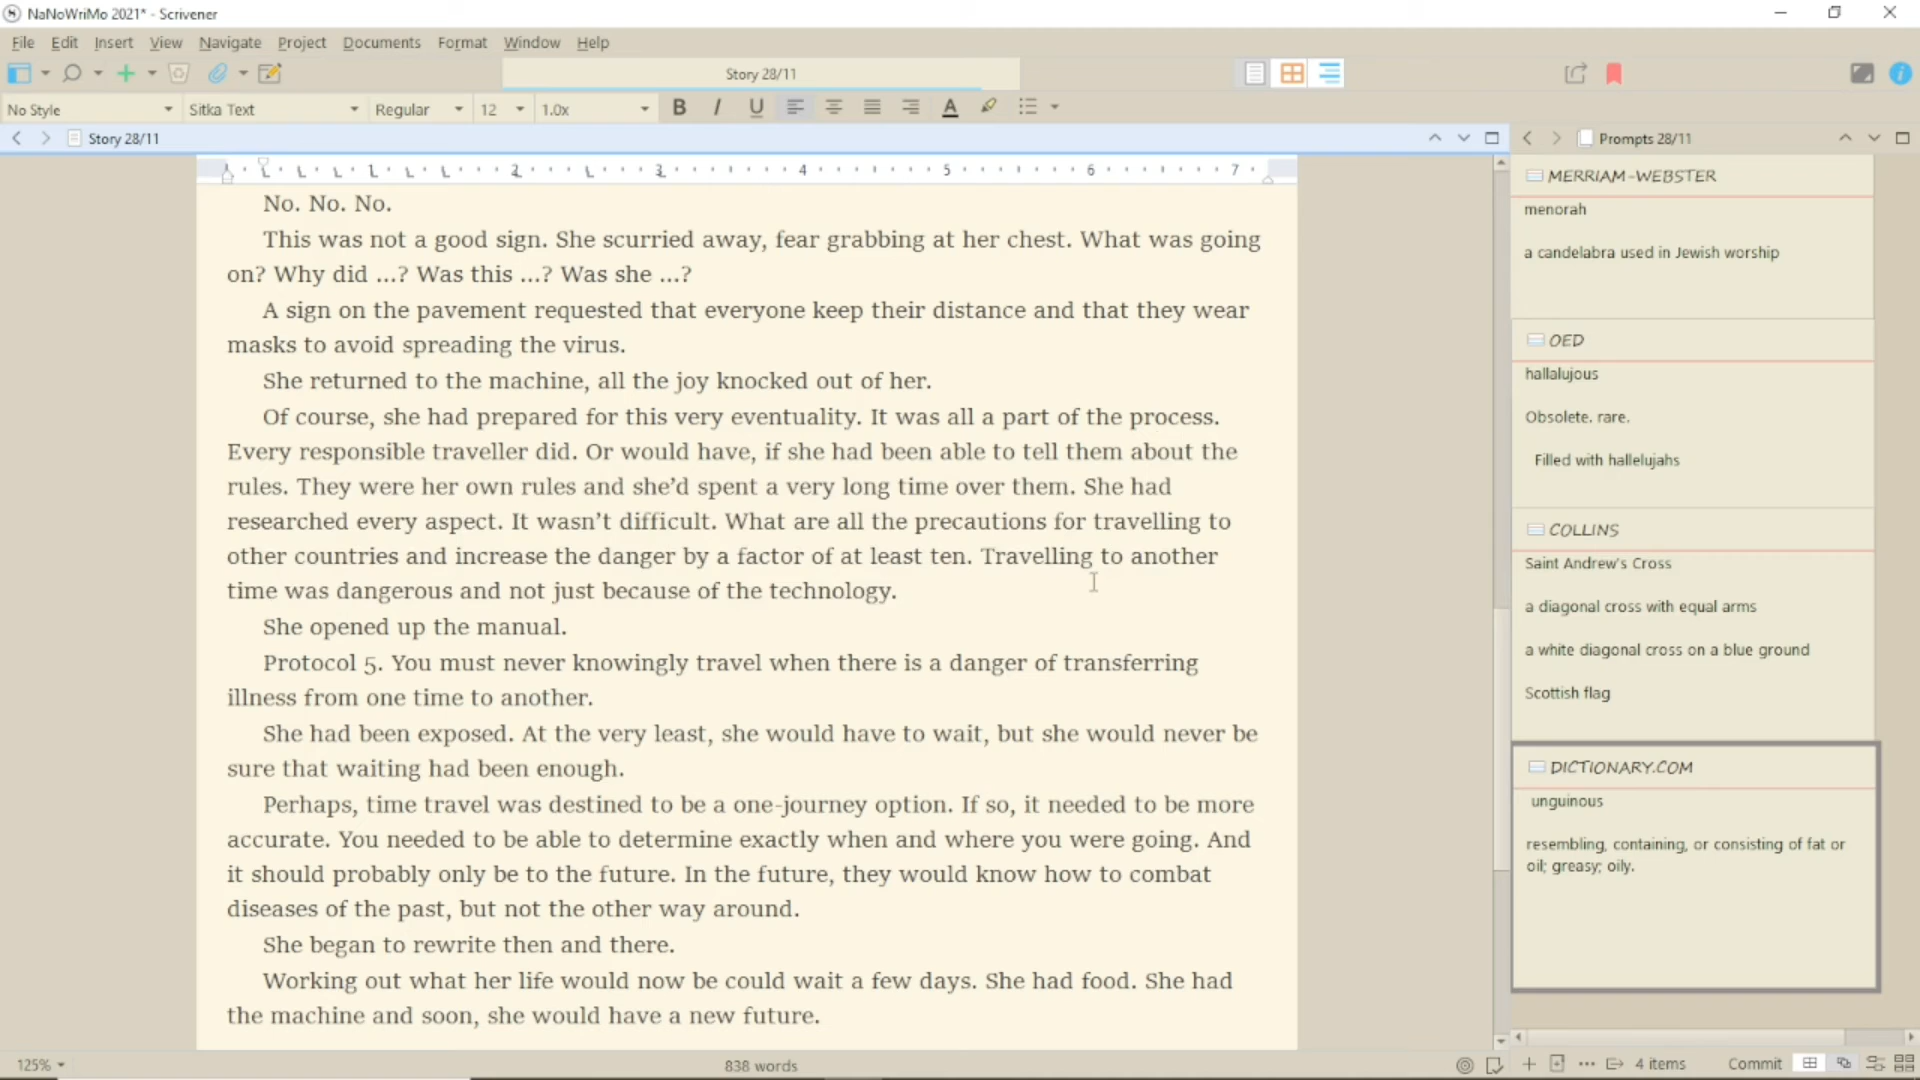 NaNoWriMo 2021* - Scrivener
File Edit Insert View Navigate Project Documents Format Window Help
Story 28/11
No Style Sitka Text Regular 12 1.0x B I U A
Story 28/11
Prompts 28/11
1 2 3 4 5 6 7
No. No. No.
This was not a good sign. She scurried away, fear grabbing at her chest. What was going
on? Why did ...? Was this ...? Was she ...?
A sign on the pavement requested that everyone keep their distance and that they wear
masks to avoid spreading the virus.
She returned to the machine, all the joy knocked out of her.
Of course, she had prepared for this very eventuality. It was all a part of the process.
Every responsible traveller did. Or would have, if she had been able to tell them about the
rules. They were her own rules and she’d spent a very long time over them. She had
researched every aspect. It wasn’t difficult. What are all the precautions for travelling to
other countries and increase the danger by a factor of at least ten. Travelling to another
time was dangerous and not just because of the technology.
She opened up the manual.
Protocol 5. You must never knowingly travel when there is a danger of transferring
illness from one time to another.
She had been exposed. At the very least, she would have to wait, but she would never be
sure that waiting had been enough.
Perhaps, time travel was destined to be a one-journey option. If so, it needed to be more
accurate. You needed to be able to determine exactly when and where you were going. And
it should probably only be to the future. In the future, they would know how to combat
diseases of the past, but not the other way around.
She began to rewrite then and there.
Working out what her life would now be could wait a few days. She had food. She had
the machine and soon, she would have a new future.
MERRIAM-WEBSTER
menorah
a candelabra used in Jewish worship
OED
hallalujous
Obsolete. rare.
Filled with hallelujahs
COLLINS
Saint Andrew's Cross
a diagonal cross with equal arms
a white diagonal cross on a blue ground
Scottish flag
DICTIONARY.COM
unguinous
resembling, containing, or consisting of fat or
oil; greasy; oily.
125%
838 words
4 items
Commit